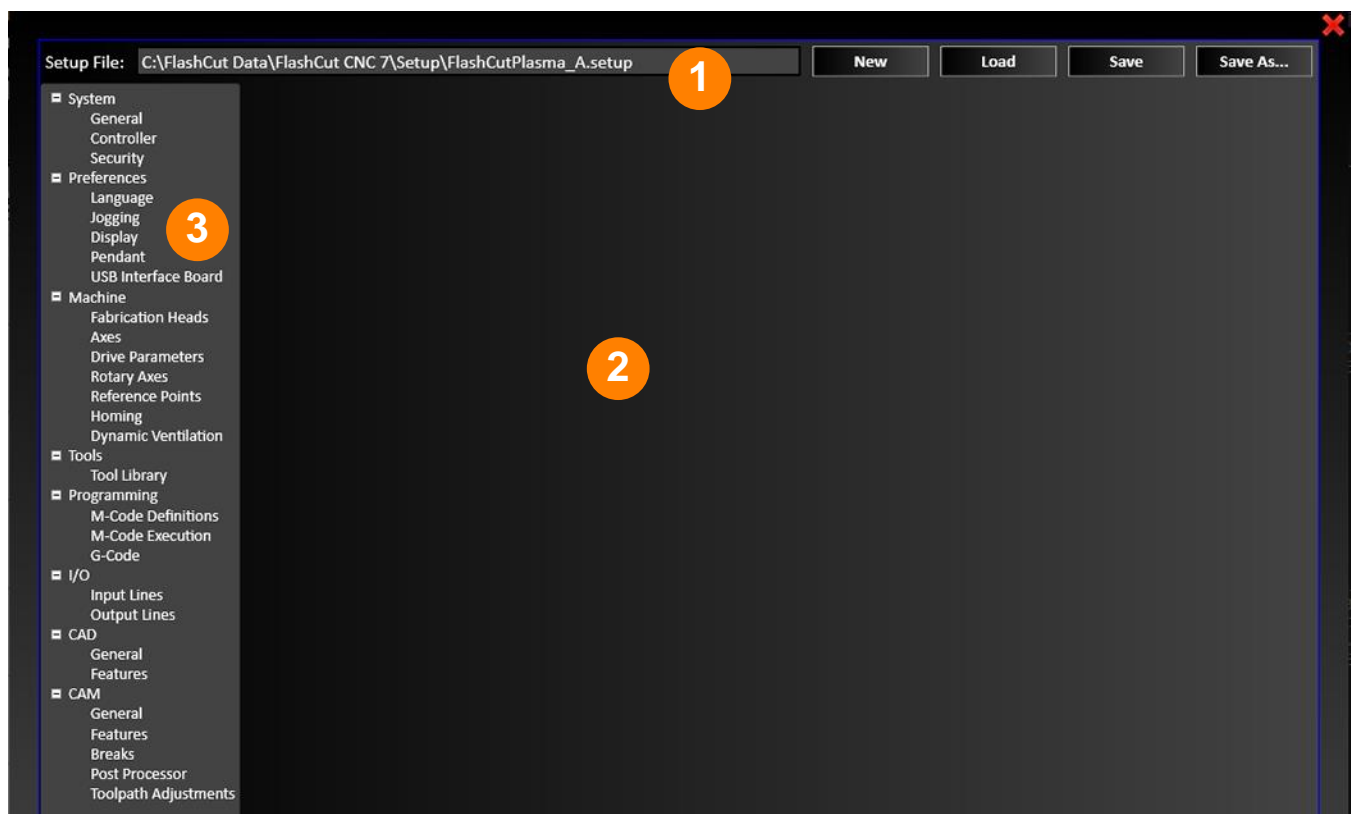 Setup File: C:\FlashCut Data\FlashCut CNC 7\Setup\FlashCutPlasma_A.setup New Load Save Save As...
1
System
General
Controller
Security
Preferences
Language
Jogging
3
Display
Pendant
USB Interface Board
Machine
Fabrication Heads
Axes
Drive Parameters
2
Rotary Axes
Reference Points
Homing
Dynamic Ventilation
Tools
Tool Library
Programming
M-Code Definitions
M-Code Execution
G-Code
I/O
Input Lines
Output Lines
CAD
General
Features
CAM
General
Features
Breaks
Post Processor
Toolpath Adjustments